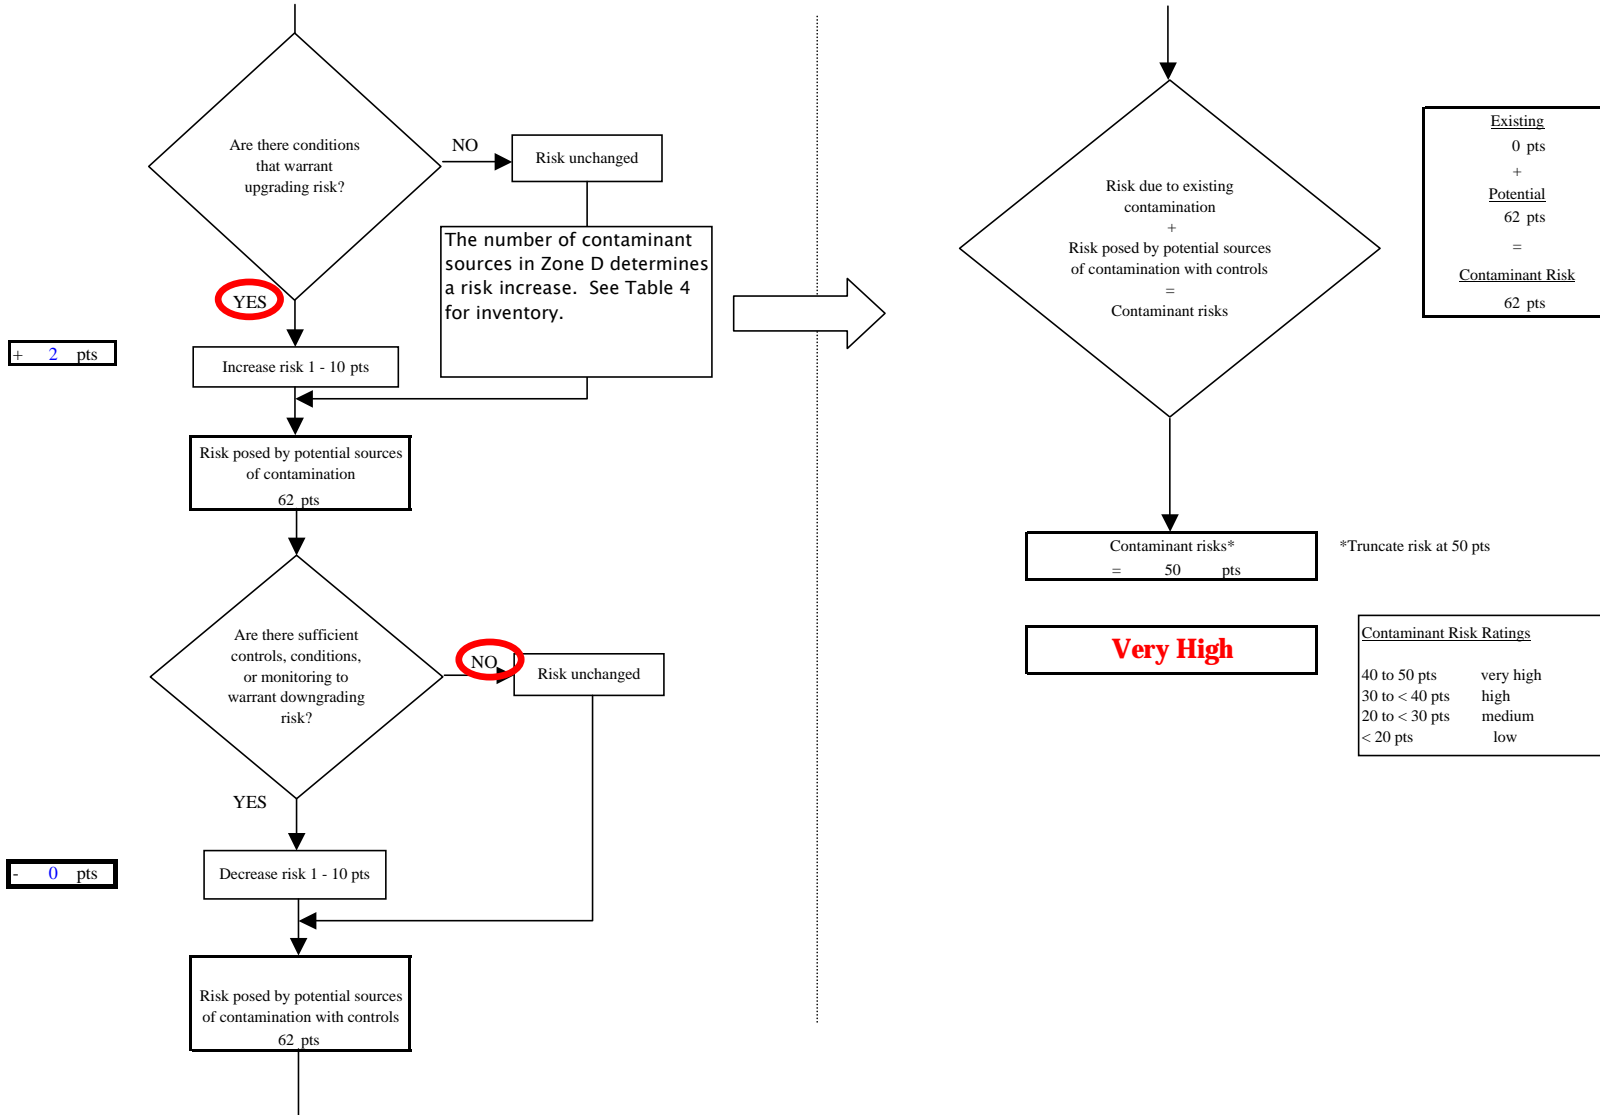 Are there conditions
that warrant
upgrading risk?
NO
Risk unchanged
The number of contaminant
sources in Zone D determines
a risk increase.  See Table 4
for inventory.
YES
+ 2 pts
Increase risk 1 - 10 pts
Risk posed by potential sources
of contamination
62 pts
Are there sufficient
controls, conditions,
or monitoring to
warrant downgrading
risk?
NO
Risk unchanged
YES
- 0 pts
Decrease risk 1 - 10 pts
Risk posed by potential sources
of contamination with controls
62 pts
Risk due to existing
contamination
+
Risk posed by potential sources
of contamination with controls
=
Contaminant risks
Existing
0 pts
+
Potential
62 pts
=
Contaminant Risk
62 pts
Contaminant risks*
= 50 pts
*Truncate risk at 50 pts
Very High
Contaminant Risk Ratings
40 to 50 pts very high
30 to < 40 pts high
20 to < 30 pts medium
< 20 pts low